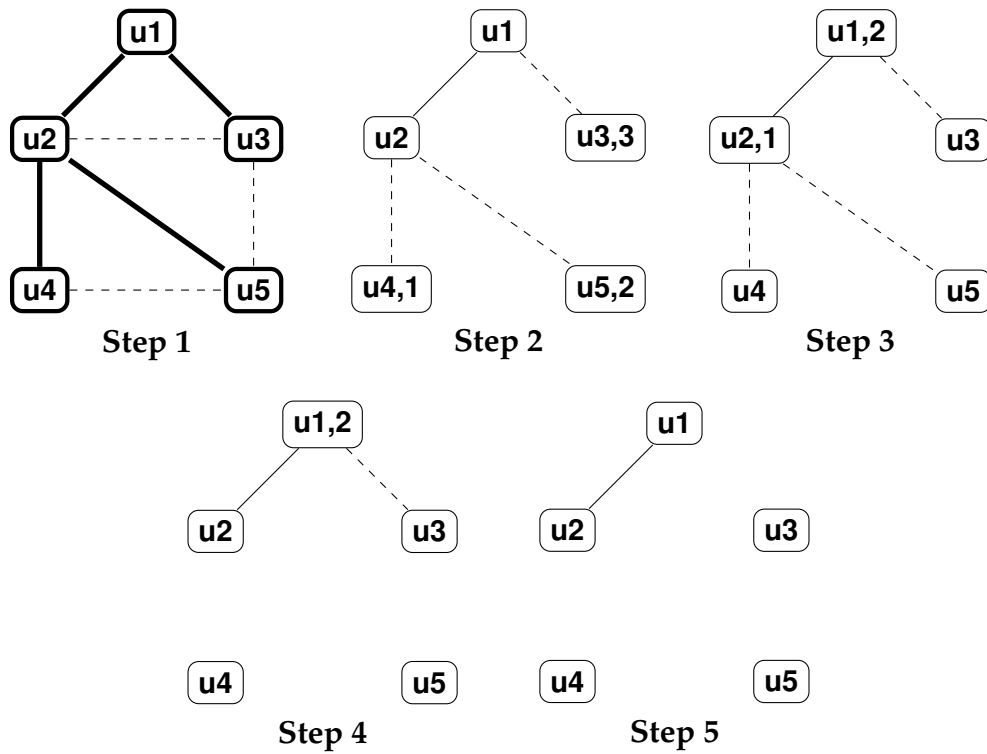 u1
u2 u3
u4 u5
Step 1
u1
u2 u3,3
u4,1 u5,2
Step 2
u1,2
u2,1 u3
u4 u5
Step 3
u1,2
u2 u3
u4 u5
Step 4
u1
u2 u3
u4 u5
Step 5